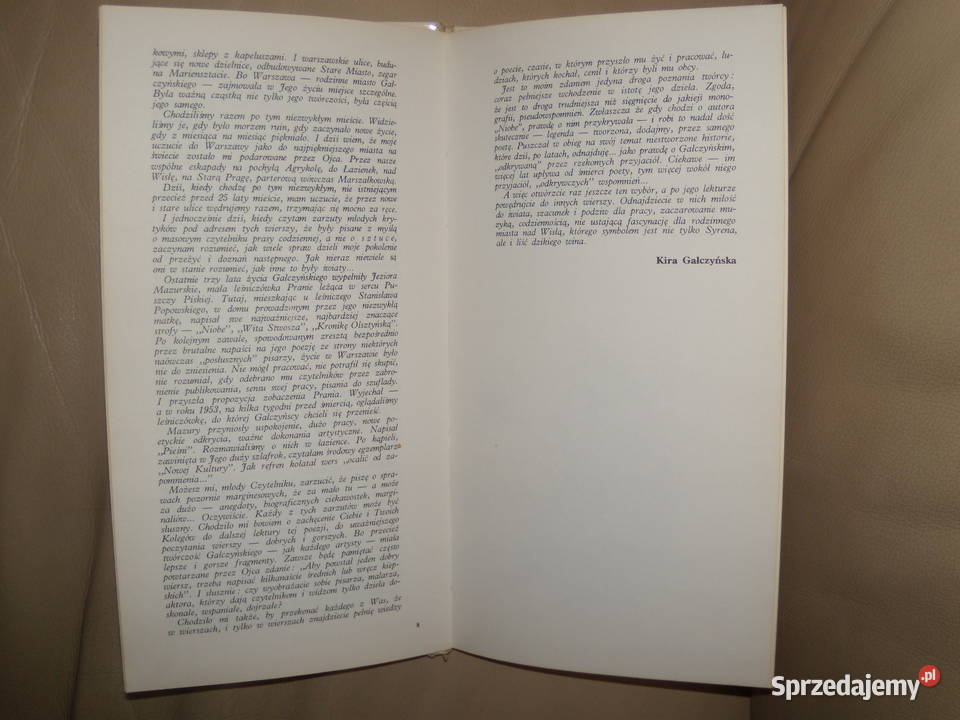 kowymi, sklepy z kapeluszami. I warszawskie ulice, budu-
jące się nowe dzielnice, odbudowywane Stare Miasto, zegar
na Mariensztacie. Bo Warszawa — rodzinne miasto Gał-
czyńskiego — zajmowała w Jego życiu miejsce szczególne.
Była ważną cząstką nie tylko jego twórczości, była częścią
jego samego.
Chodziliśmy razem po tym niezwykłym mieście. Widzie-
liśmy je, gdy było morzem ruin, gdy zaczynało nowe życie,
gdy z miesiąca na miesiąc piękniało. I dziś wiem, że moje
uczucie do Warszawy jako do najpiękniejszego miasta na
świecie zostało mi podarowane przez Ojca. Przez nasze
wspólne eskapady na pochyłą Agrykolę, do Łazienek, nad
Wisłę, na Starą Pragę, parterową wówczas Marszałkowską.
Dziś, kiedy chodzę po tym niezwykłym, nie istniejącym
przecież przed 25 laty mieście, mam uczucie, że przez nowe
i stare ulice wędrujemy razem, trzymając się mocno za ręce.
I jednocześnie dziś, kiedy czytam zarzuty młodych kry-
tyków pod adresem tych wierszy, że były pisane z myślą
o masowym czytelniku prasy codziennej, a nie o sztuce,
zaczynam rozumieć, jak wiele spraw dzieli moje pokolenie
od przeżyć i doznań następnego. Jak nieraz niewiele są
oni w stanie rozumieć, jak inne to były światy...
Ostatnie trzy lata życia Gałczyńskiego wypełniły Jeziora
Mazurskie, mała leśniczówka Pranie leżąca w sercu Pu-
szczy Piskiej. Tutaj, mieszkając u leśniczego Stanisława
Popowskiego, w domu prowadzonym przez jego niezwykłą
matkę, napisał swe najważniejsze, najbardziej znaczące
strofy — „Niobe", „Wita Stwosza", „Kronikę Olsztyńską".
Po kolejnym zawale, spowodowanym zresztą bezpośrednio
przez brutalne napaści na jego poezję ze strony niektórych
naówczas „posłusznych" pisarzy, życie w Warszawie było
nie do zniesienia. Nie mógł pracować, nie potrafił się skupić,
nie rozumiał, gdy odebrano mu czytelników przez zabro-
nienie publikowania, sensu swej pracy, pisania do szuflady.
I przyszła propozycja zobaczenia Prania. Wyjechał —
a w roku 1953, na kilka tygodni przed śmiercią, oglądaliśmy
leśniczówkę, do której Gałczyńscy chcieli się przenieść.
Mazury przyniosły uspokojenie, dużo pracy, nowe po-
etyckie odkrycia, ważne dokonania artystyczne. Napisał
„Pieśni". Rozmawialiśmy o nich w łazience. Po kąpieli,
zawinięta w Jego duży szlafrok, czytałam środowy egzemplarz
„Nowej Kultury". Jak refren kołatał wers „ocalić od za-
pomnienia..."
Możesz mi, młody Czytelniku, zarzucić, że piszę o spra-
wach pozornie marginesowych, że za mało tu — a może
za dużo — anegdoty, biograficznych ciekawostek, margi-
naliów... Oczywiście. Każdy z tych zarzutów może być
słuszny. Chodziło mi bowiem o zachęcenie Ciebie i Twoich
Kolegów do dalszej lektury tej poezji, do uważniejszego
poczytania wierszy — dobrych i gorszych. Bo przecież
twórczość Gałczyńskiego — jak każdego artysty — miała
lepsze i gorsze fragmenty. Zawsze będę pamiętać często
powtarzane przez Ojca zdanie: „Aby powstał jeden dobry
wiersz, trzeba napisać kilkanaście średnich lub wręcz kiep-
skich". I słusznie: czy wyobrażacie sobie pisarza, malarza,
aktora, którzy dają czytelnikom i widzom tylko dzieła do-
skonałe, wspaniałe, dojrzałe?
Chodziło mi także, by przekonać każdego z Was, że
w wierszach, i tylko w wierszach znajdziecie pełnię wiedzy
8
o poecie, czasie, w którym przyszło mu żyć i pracować, lu-
dziach, których kochał, cenił i którzy byli mu obcy.
Jest to moim zdaniem jedyna droga poznania twórcy:
coraz pełniejsze wchodzenie w istotę jego dzieła. Zgoda,
że jest to droga trudniejsza niż sięgnięcie do jakiejś mono-
grafii, pseudowspomnień. Zwłaszcza że gdy chodzi o autora
„Niobe", prawdę o nim przykrywała — i robi to nadal dość
skutecznie — legenda — tworzona, dodajmy, przez samego
poetę. Puszczał w obieg na swój temat niestworzone historie,
które dziś, po latach, odnajduję... jako prawdę o Gałczyńskim,
„odkrywaną" przez rzekomych przyjaciół. Ciekawe — im
więcej lat upływa od śmierci poety, tym więcej wokół niego
przyjaciół, „odkrywczych" wspomnień...
A więc otwórzcie raz jeszcze ten wybór, a po jego lekturze
powędrujcie do innych wierszy. Odnajdziecie w nich miłość
do świata, szacunek i podziw dla pracy, zaczarowanie mu-
zyką, codziennością, nie ustającą fascynację dla rodzinnego
miasta nad Wisłą, którego symbolem jest nie tylko Syrena,
ale i liść dzikiego wina.
Kira Gałczyńska
Sprzedajemy.pl